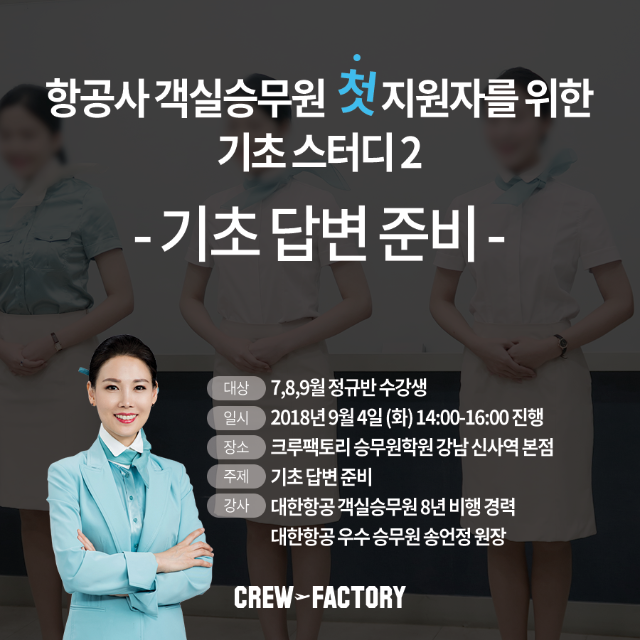 항공사 객실승무원 첫 지원자를 위한
기초 스터디 2
- 기초 답변 준비 -
대상 7,8,9월 정규반 수강생
일시 2018년 9월 4일 (화) 14:00-16:00 진행
장소 크루팩토리 승무원학원 강남 신사역 본점
주제 기초 답변 준비
강사 대한항공 객실승무원 8년 비행 경력
대한항공 우수 승무원 송언정 원장
CREW FACTORY